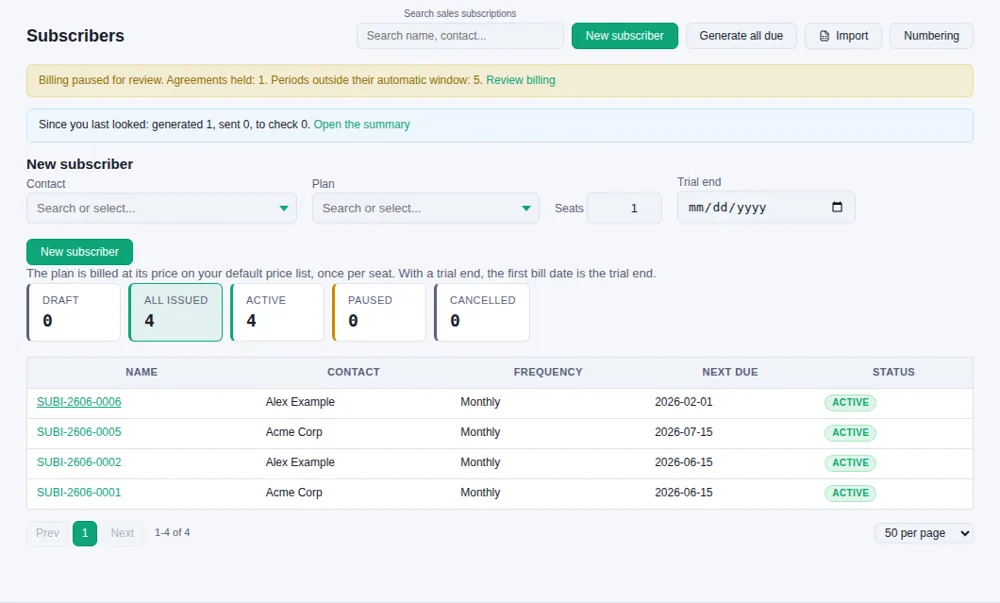 Search sales subscriptions
Subscribers
Search name, contact...
New subscriber
Generate all due
Import
Numbering
Billing paused for review. Agreements held: 1. Periods outside their automatic window: 5. Review billing
Since you last looked: generated 1, sent 0, to check 0. Open the summary
New subscriber
Contact
Plan
Trial end
Search or select...
Search or select...
Seats
1
mm/dd/yyyy
New subscriber
The plan is billed at its price on your default price list, once per seat. With a trial end, the first bill date is the trial end.
DRAFT
0
ALL ISSUED
4
ACTIVE
4
PAUSED
0
CANCELLED
0
NAME CONTACT FREQUENCY NEXT DUE STATUS
SUBI-2606-0006 Alex Example Monthly 2026-02-01 ACTIVE
SUBI-2606-0005 Acme Corp Monthly 2026-07-15 ACTIVE
SUBI-2606-0002 Alex Example Monthly 2026-06-15 ACTIVE
SUBI-2606-0001 Acme Corp Monthly 2026-06-15 ACTIVE
Prev 1 Next 1-4 of 4 50 per page